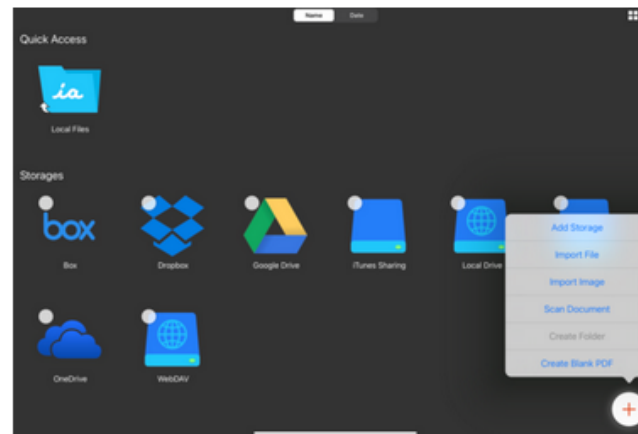 Name Date
Quick Access
ia
Local Files
Storages
box
Box Dropbox Google Drive iTunes Sharing Local Drive
OneDrive WebDAV
Add Storage
Import File
Import Image
Scan Document
Create Folder
Create Blank PDF